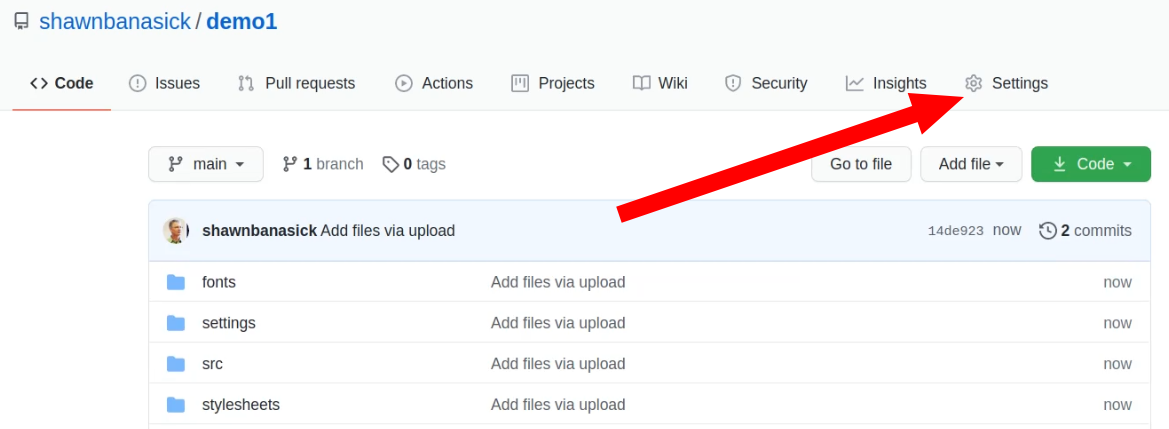 shawnbanasick / demo1
Code Issues Pull requests Actions Projects Wiki Security Insights Settings
main 1 branch 0 tags Go to file Add file Code
shawnbanasick Add files via upload 14de923 now 2 commits
fonts Add files via upload now
settings Add files via upload now
src Add files via upload now
stylesheets Add files via upload now